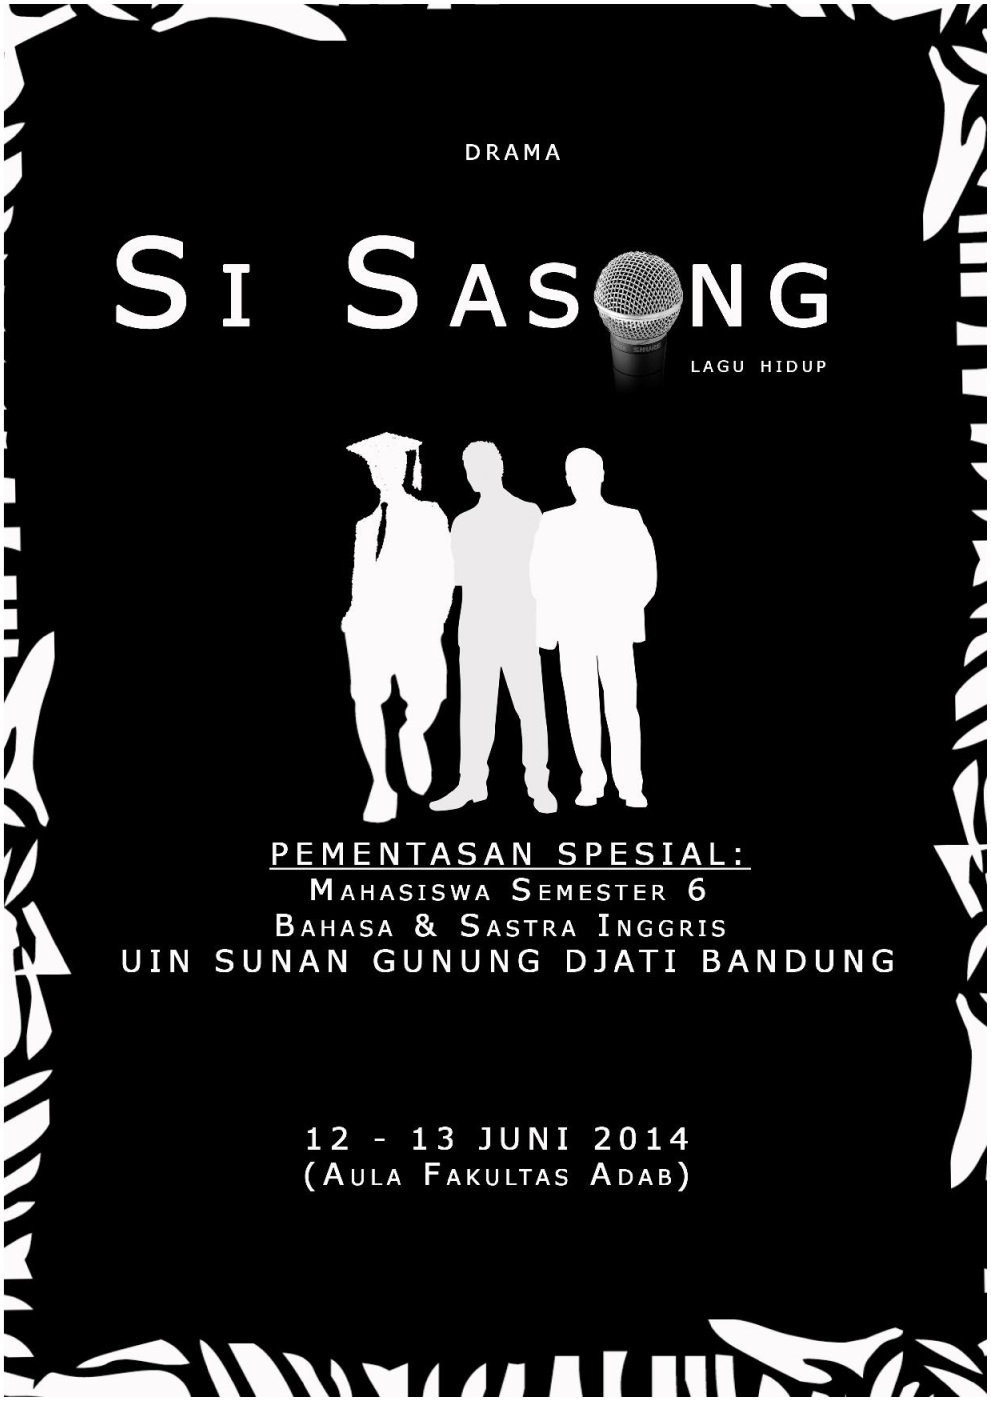 DRAMA
SI SASONG
SHURE
LAGU HIDUP
PEMENTASAN SPESIAL:
MAHASISWA SEMESTER 6
BAHASA & SASTRA INGGRIS
UIN SUNAN GUNUNG DJATI BANDUNG
12 - 13 JUNI 2014
(AULA FAKULTAS ADAB)